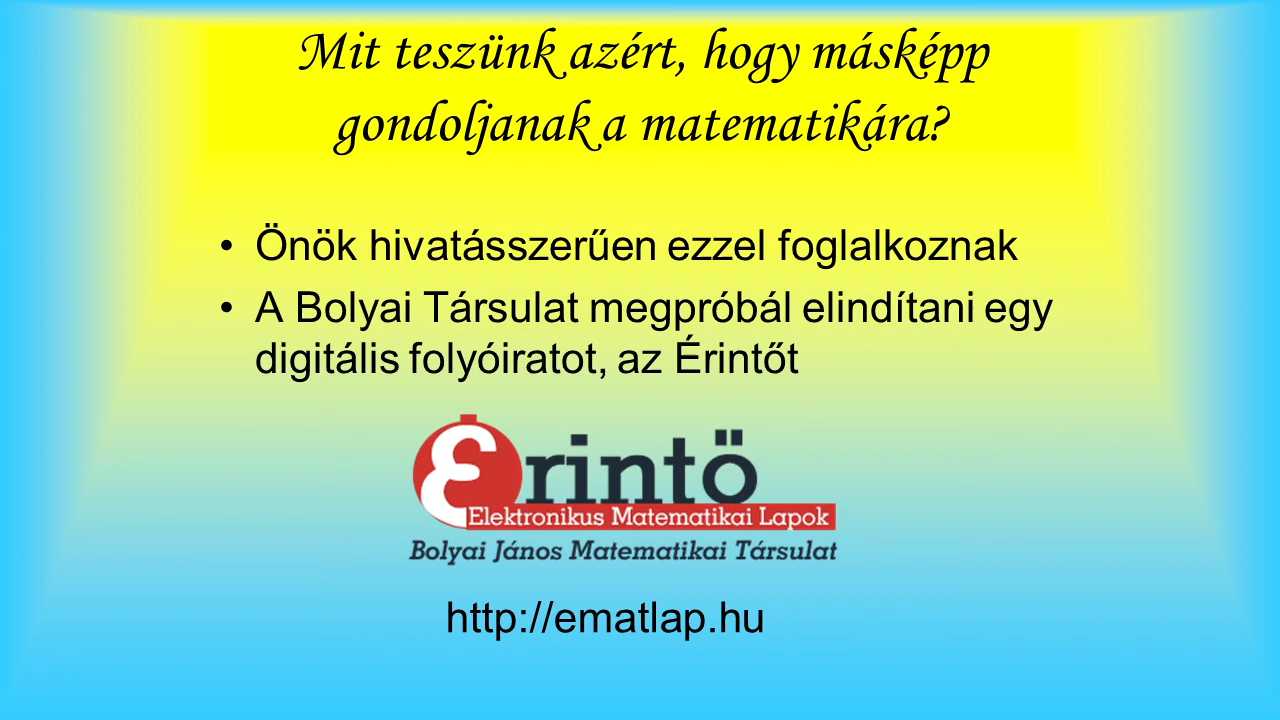 Mit teszünk azért, hogy másképp
gondoljanak a matematikára?
• Önök hivatásszerűen ezzel foglalkoznak
• A Bolyai Társulat megpróbál elindítani egy
digitális folyóiratot, az Érintőt
Érintö
Elektronikus Matematikai Lapok
Bolyai János Matematikai Társulat
http://ematlap.hu